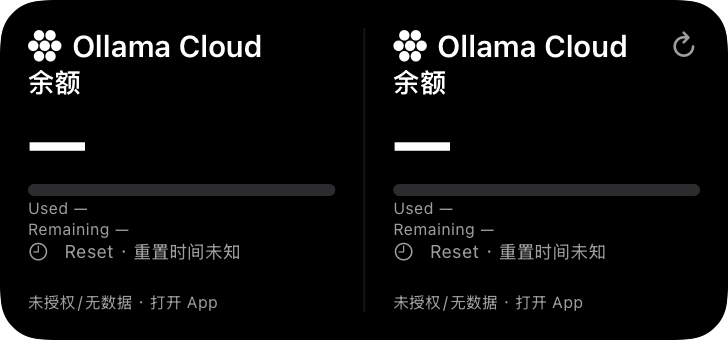 Ollama Cloud
余额
—
Used —
Remaining —
Reset · 重置时间未知
未授权/无数据 · 打开 App
Ollama Cloud
余额
—
Used —
Remaining —
Reset · 重置时间未知
未授权/无数据 · 打开 App